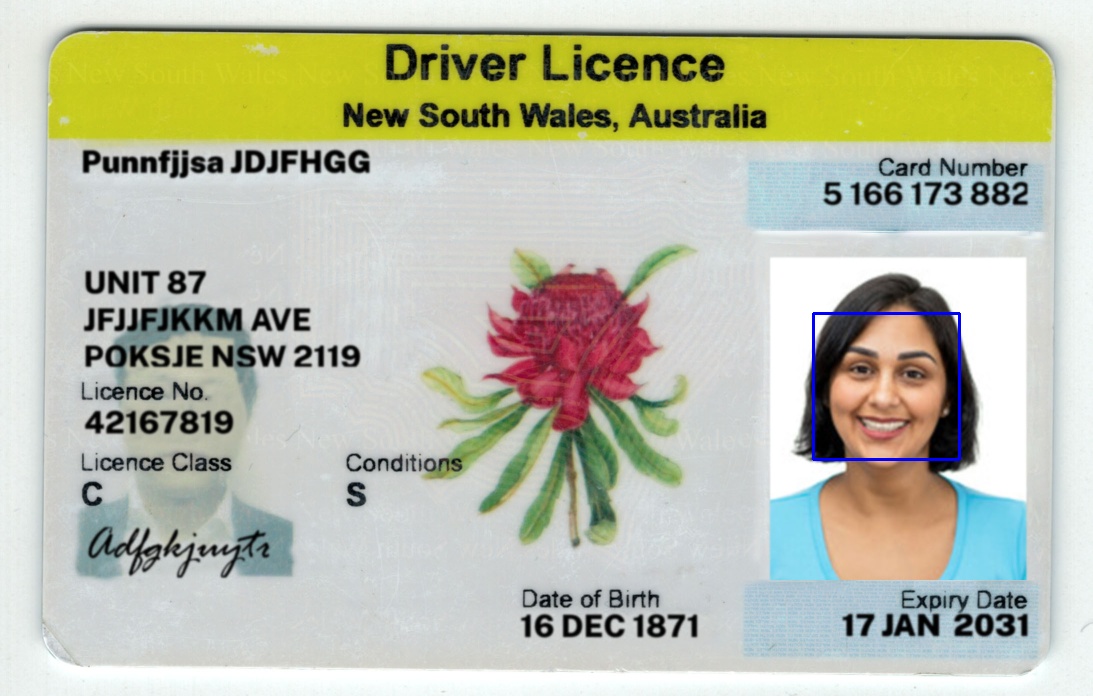 Driver Licence
New South Wales, Australia
Punnfjjsa JDJFHGG
Card Number
5 166 173 882
UNIT 87
JFJJFJKKM AVE
POKSJE NSW 2119
Licence No.
42167819
Licence Class
Conditions
C
S
Adfgkjuytr
Date of Birth
16 DEC 1871
Expiry Date
17 JAN 2031